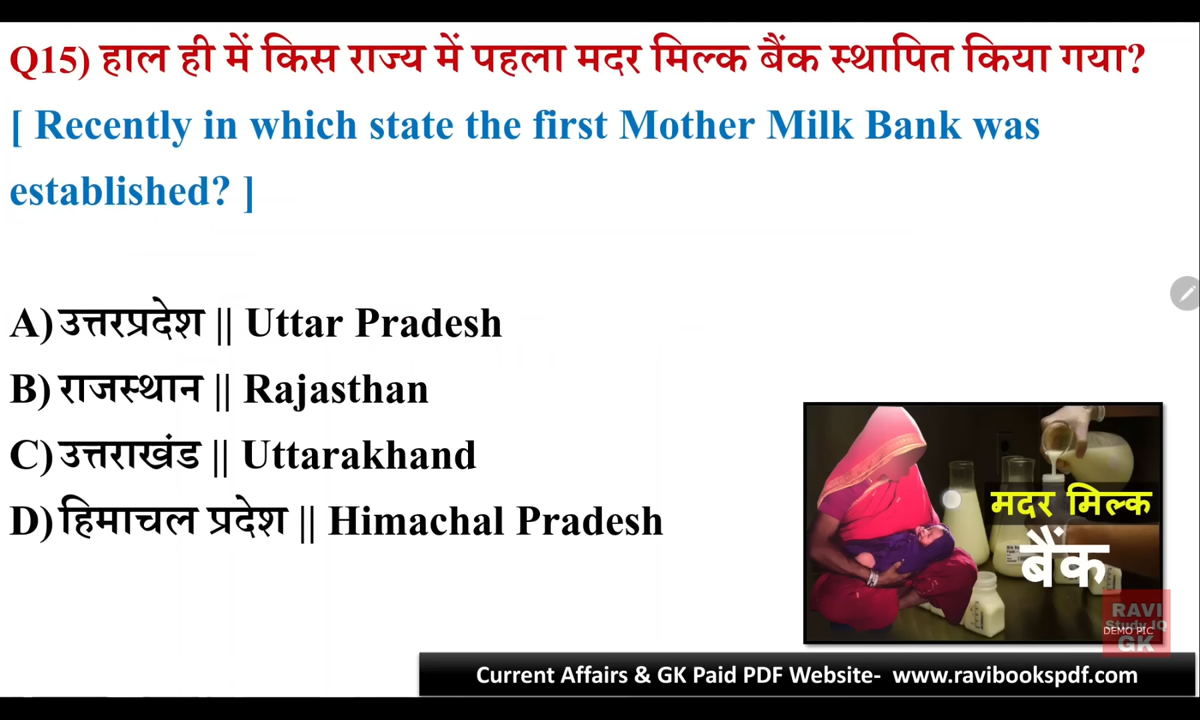 Q15) हाल ही में किस राज्य में पहला मदर मिल्क बैंक स्थापित किया गया?
[ Recently in which state the first Mother Milk Bank was
established? ]
A) उत्तरप्रदेश || Uttar Pradesh
B) राजस्थान || Rajasthan
C) उत्तराखंड || Uttarakhand
D) हिमाचल प्रदेश || Himachal Pradesh
मदर मिल्क
बैंक
RAVI
Study IQ
DEMO PIC
GK
Current Affairs & GK Paid PDF Website- www.ravibookspdf.com